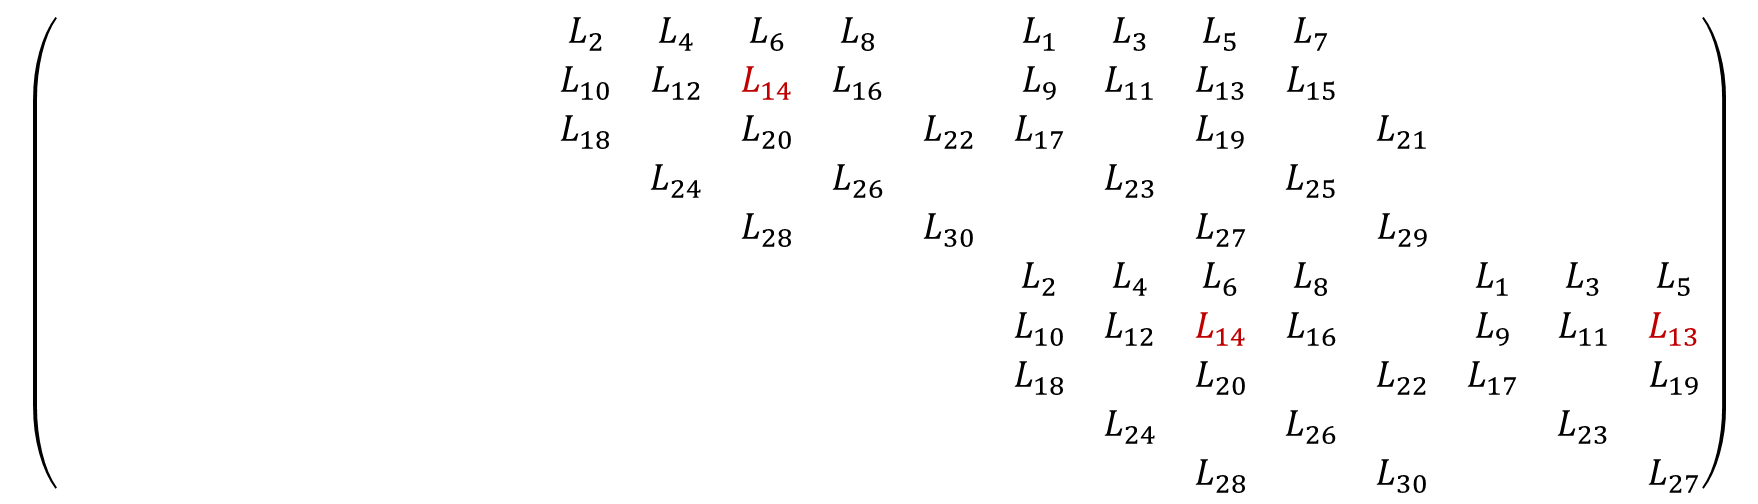 L₂ L₄ L₆ L₈ L₁ L₃ L₅ L₇
L₁₀ L₁₂ L₁₄ L₁₆ L₉ L₁₁ L₁₃ L₁₅
L₁₈ L₂₀ L₂₂ L₁₇ L₁₉ L₂₁
L₂₄ L₂₆ L₂₃ L₂₅
L₂₈ L₃₀ L₂₇ L₂₉
L₂ L₄ L₆ L₈ L₁ L₃ L₅
L₁₀ L₁₂ L₁₄ L₁₆ L₉ L₁₁ L₁₃
L₁₈ L₂₀ L₂₂ L₁₇ L₁₉
L₂₄ L₂₆ L₂₃
L₂₈ L₃₀ L₂₇